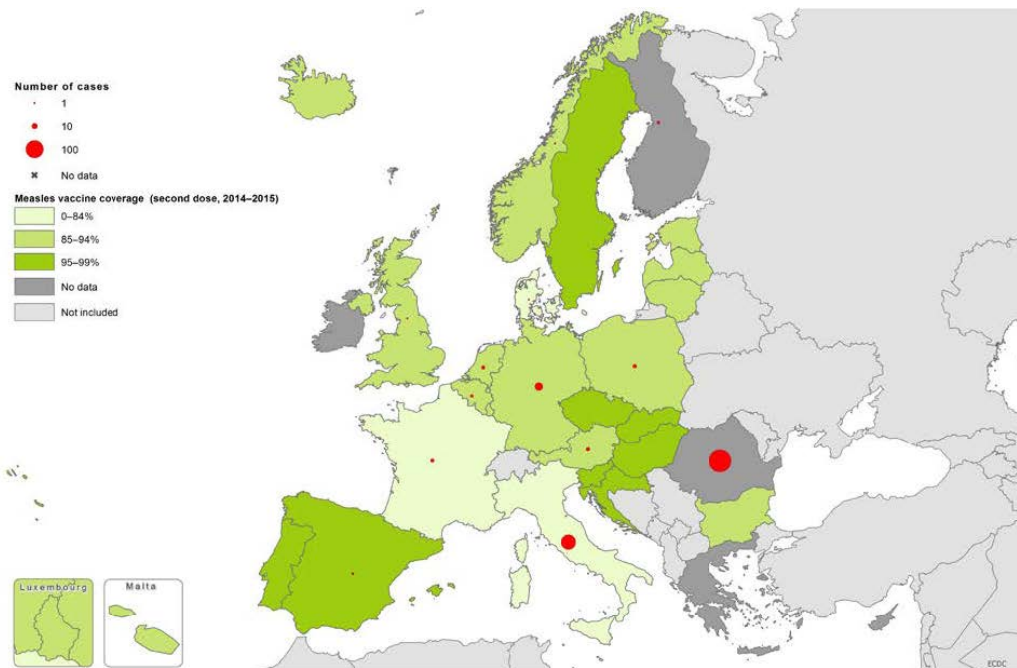 Number of cases
1
10
100
No data
Measles vaccine coverage (second dose, 2014–2015)
0–84%
85–94%
95–99%
No data
Not included
Luxembourg
Malta
ECDC